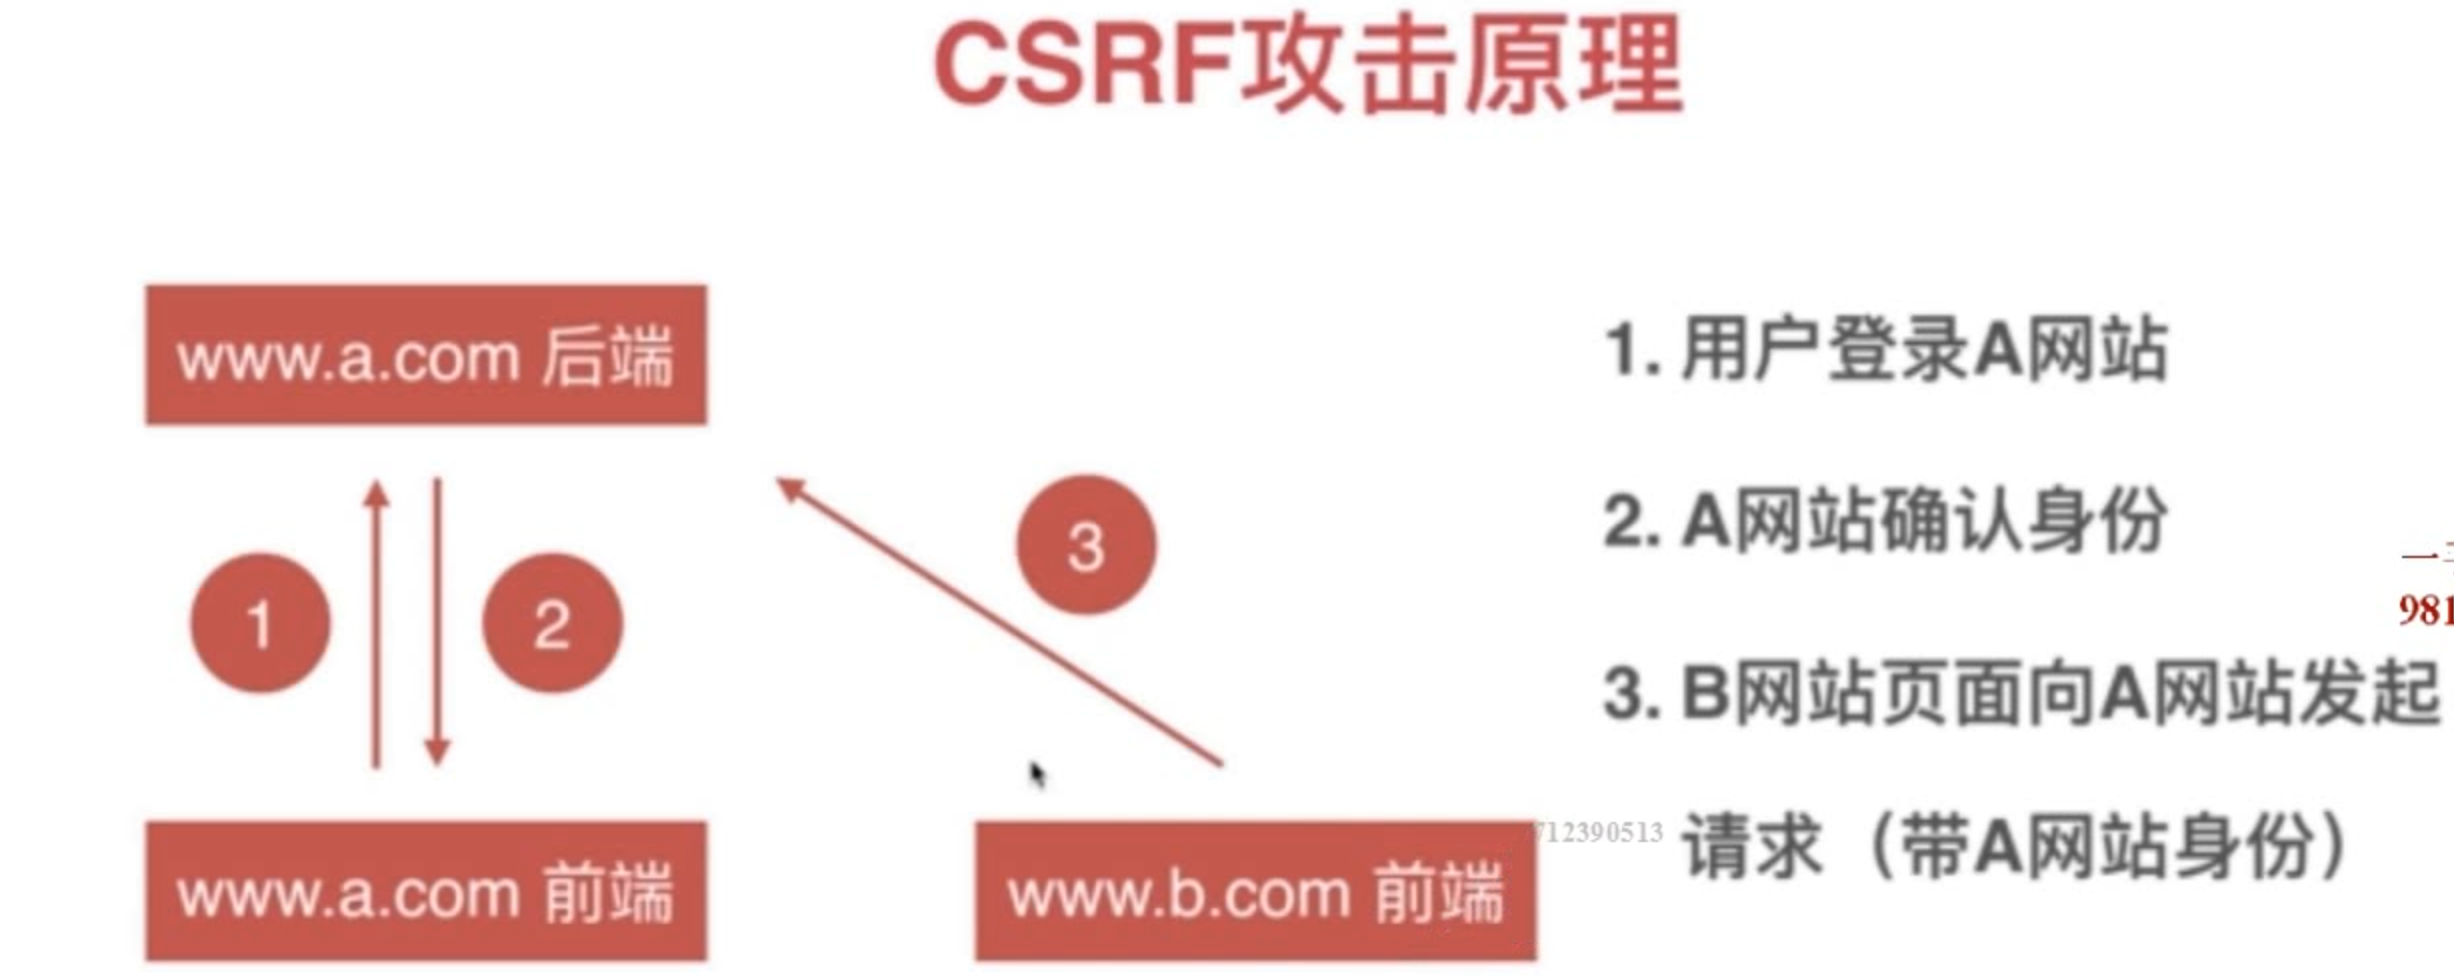 CSRF攻击原理
www.a.com 后端
1
2
3
www.a.com 前端
www.b.com 前端
1. 用户登录A网站
2. A网站确认身份
3. B网站页面向A网站发起
请求（带A网站身份）
712390513
981